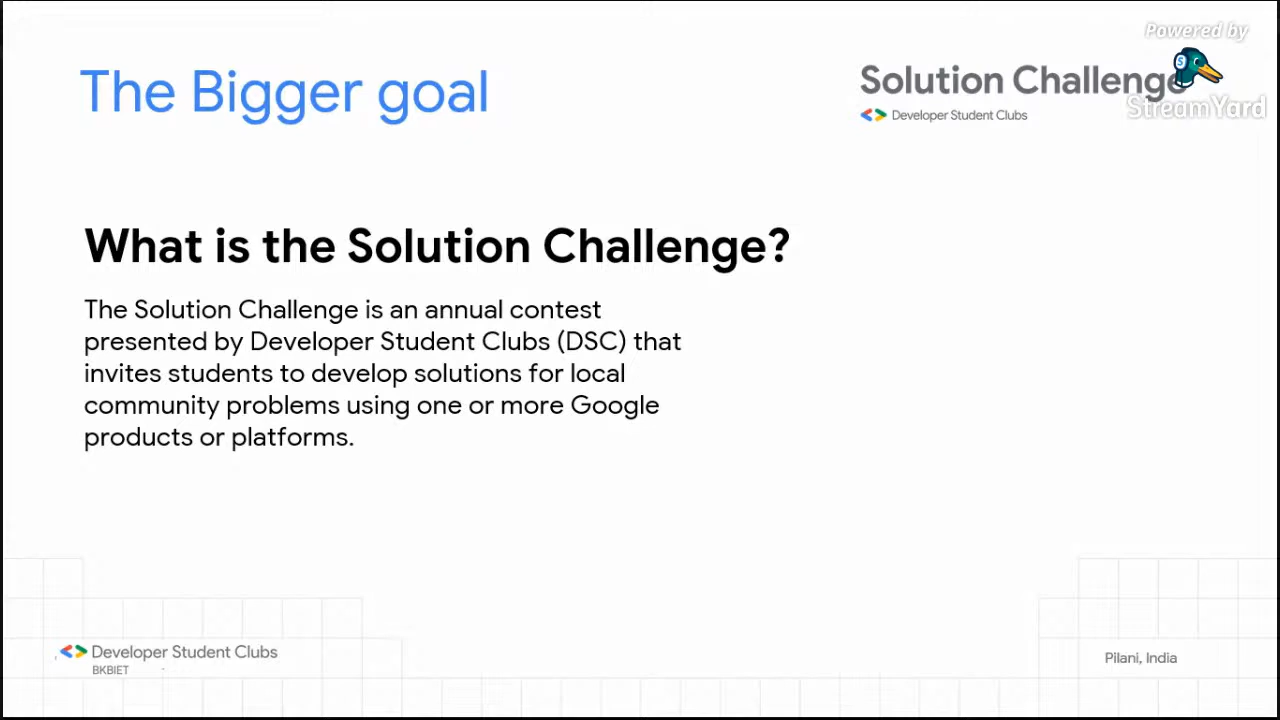 Powered by
The Bigger goal
Solution Challenge
S
StreamYard
Developer Student Clubs
What is the Solution Challenge?
The Solution Challenge is an annual contest
presented by Developer Student Clubs (DSC) that
invites students to develop solutions for local
community problems using one or more Google
products or platforms.
Developer Student Clubs
BKBIET
Pilani, India